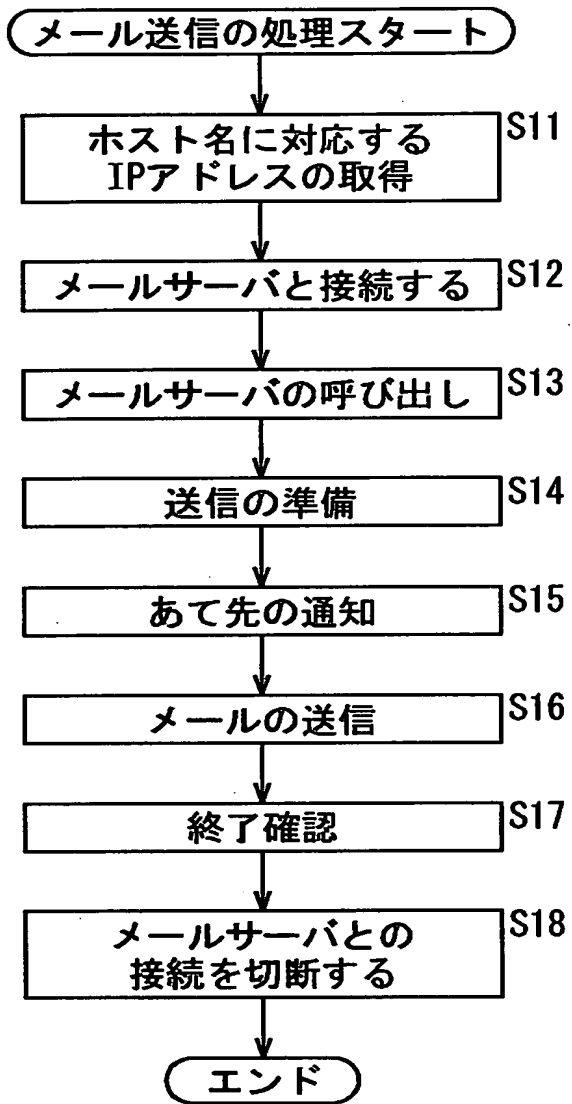 メール送信の処理スタート
S11
ホスト名に対応する
IPアドレスの取得
S12
メールサーバと接続する
S13
メールサーバの呼び出し
S14
送信の準備
S15
あて先の通知
S16
メールの送信
S17
終了確認
S18
メールサーバとの
接続を切断する
エンド